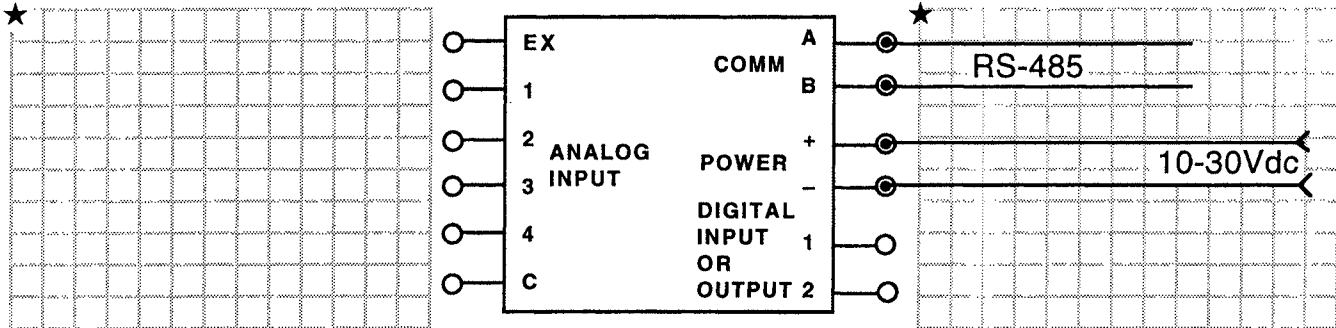 ★ ★
EX
1
2
3
4
C
ANALOG
INPUT
COMM
A
B
POWER
+
–
DIGITAL
INPUT
OR
OUTPUT
1
2
RS-485
10-30Vdc